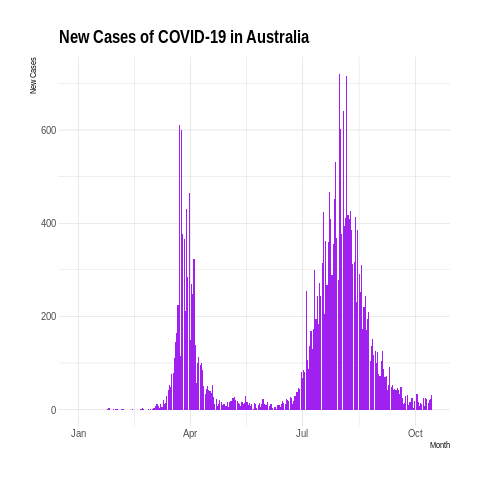 New Cases of COVID-19 in Australia
New Cases
600
400
200
0
Jan Apr Jul Oct
Month